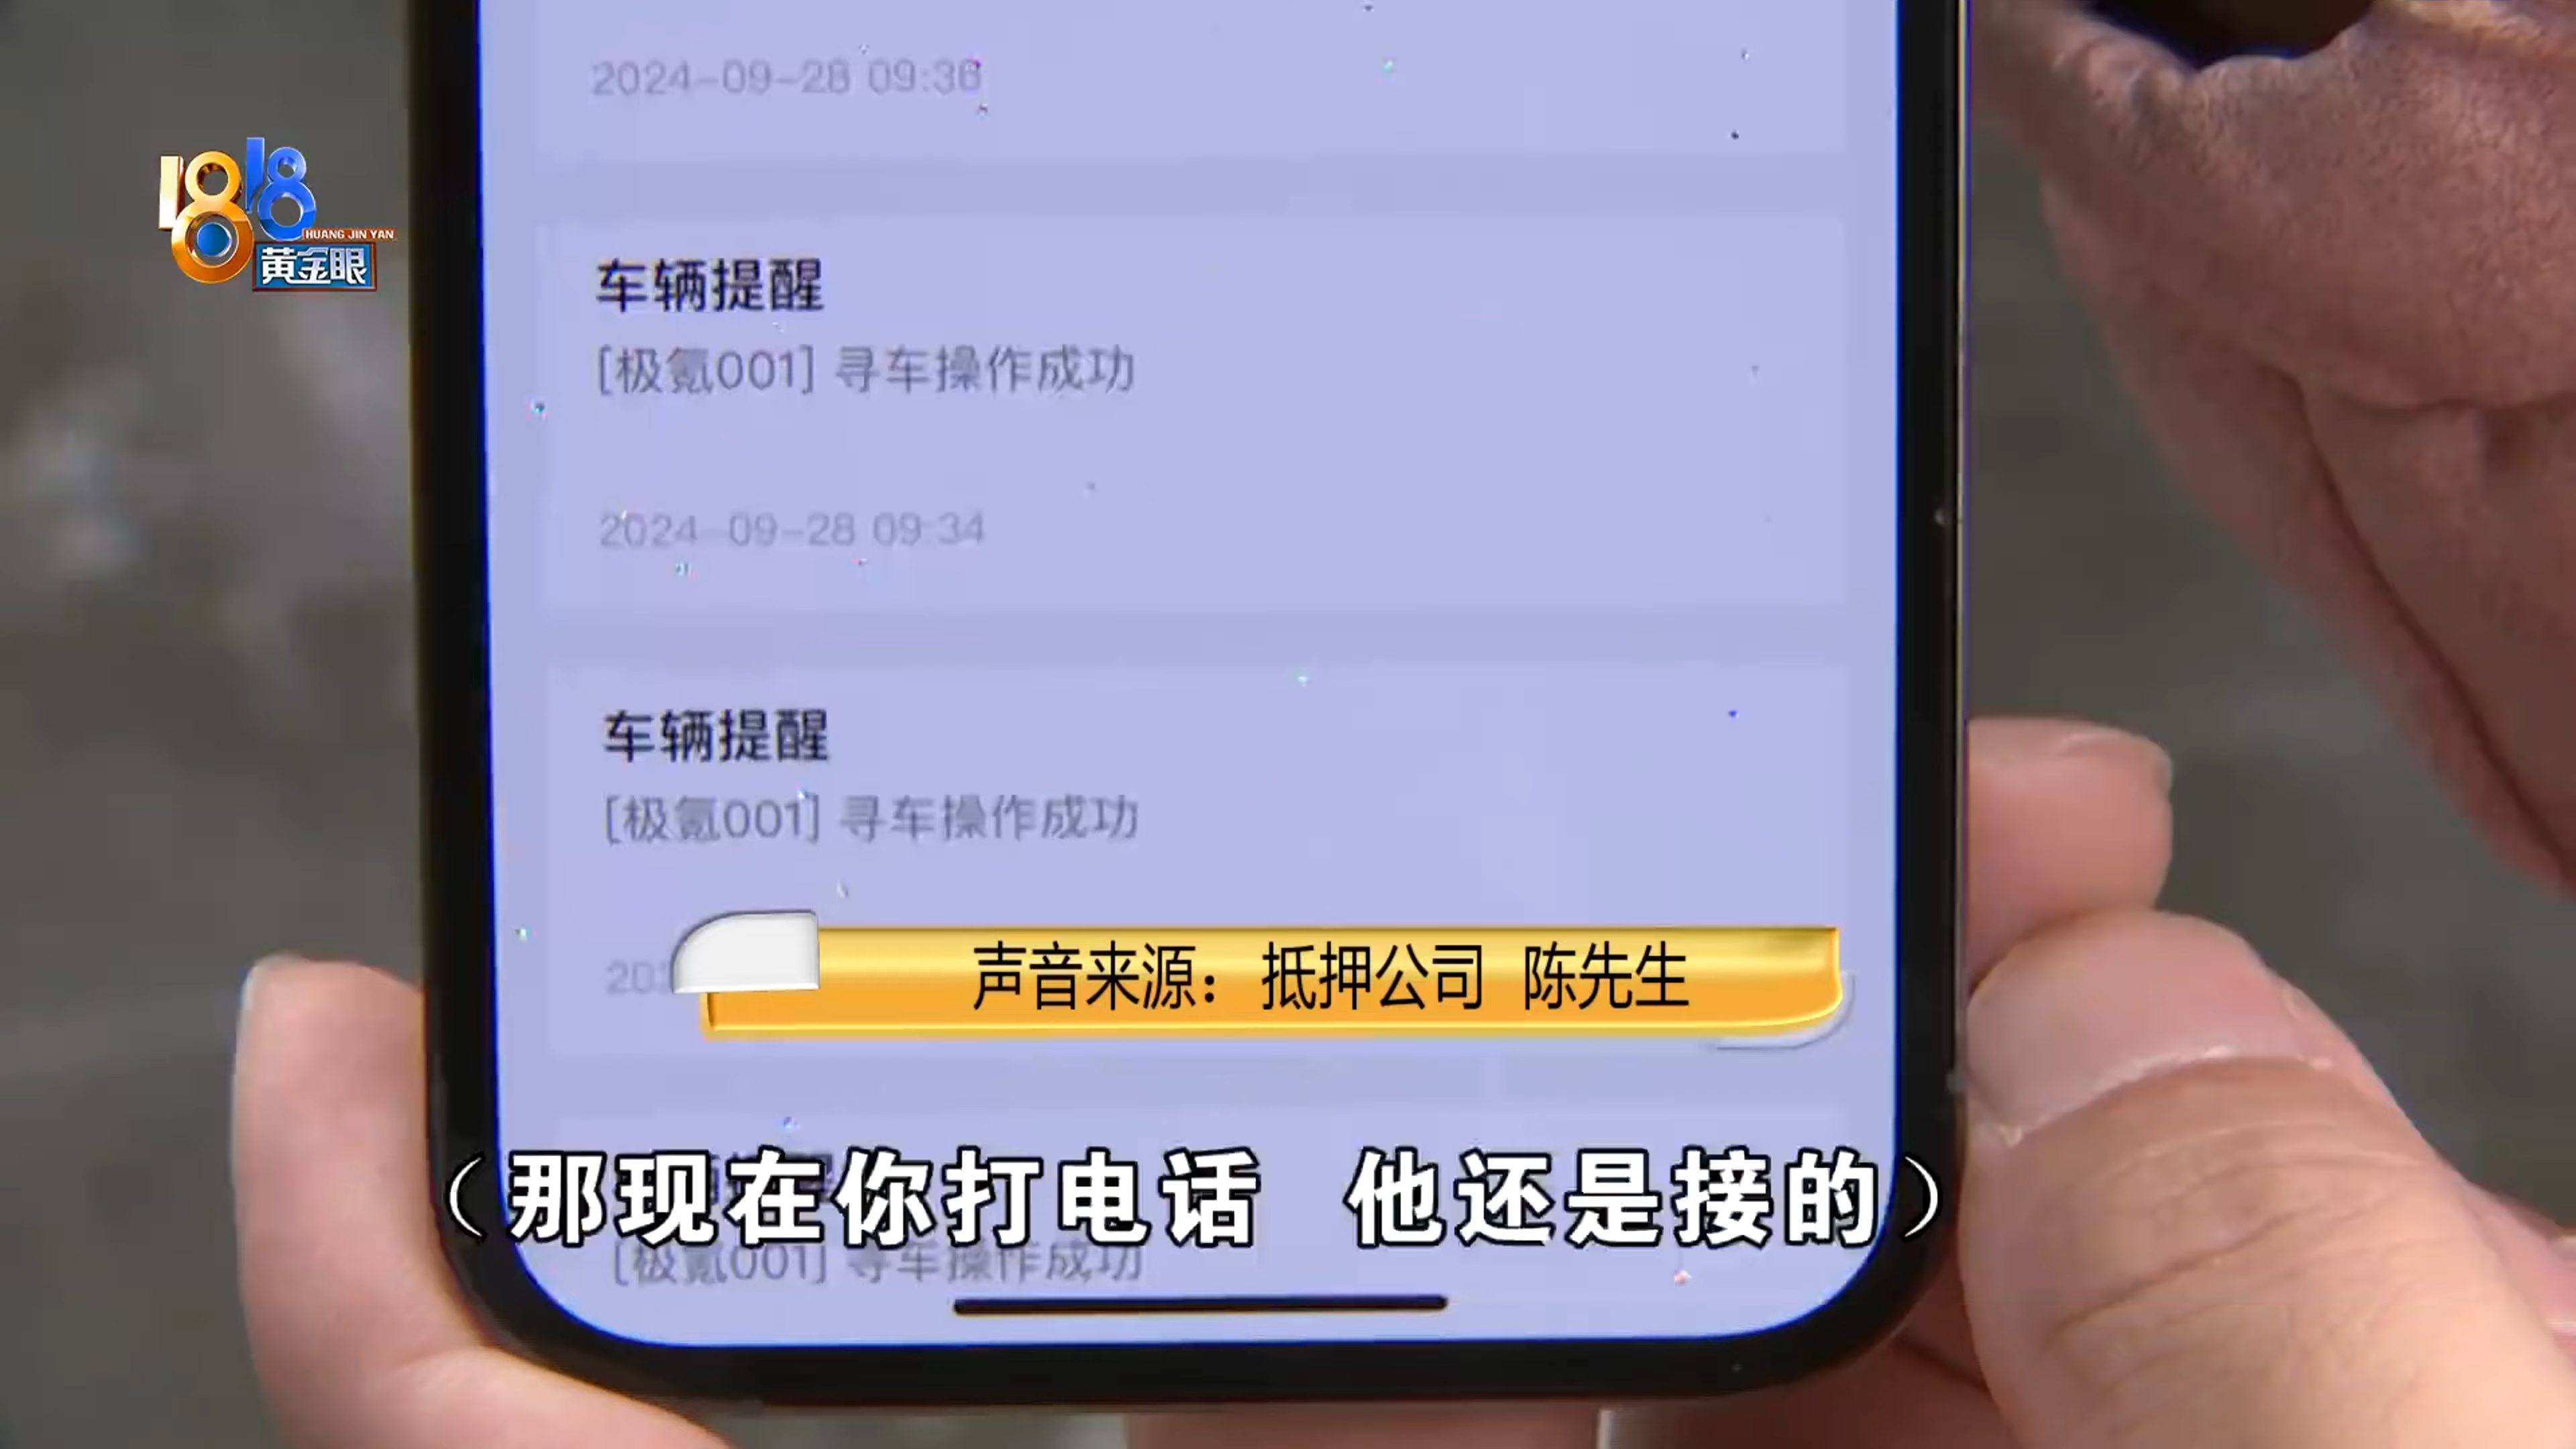 2024-09-28 09:36
1818
HUANG JIN YAN
黄金眼
车辆提醒
[极氪001] 寻车操作成功
2024-09-28 09:34
车辆提醒
[极氪001] 寻车操作成功
声音来源：抵押公司 陈先生
（那现在你打电话 他还是接的）
[极氪001] 寻车操作成功